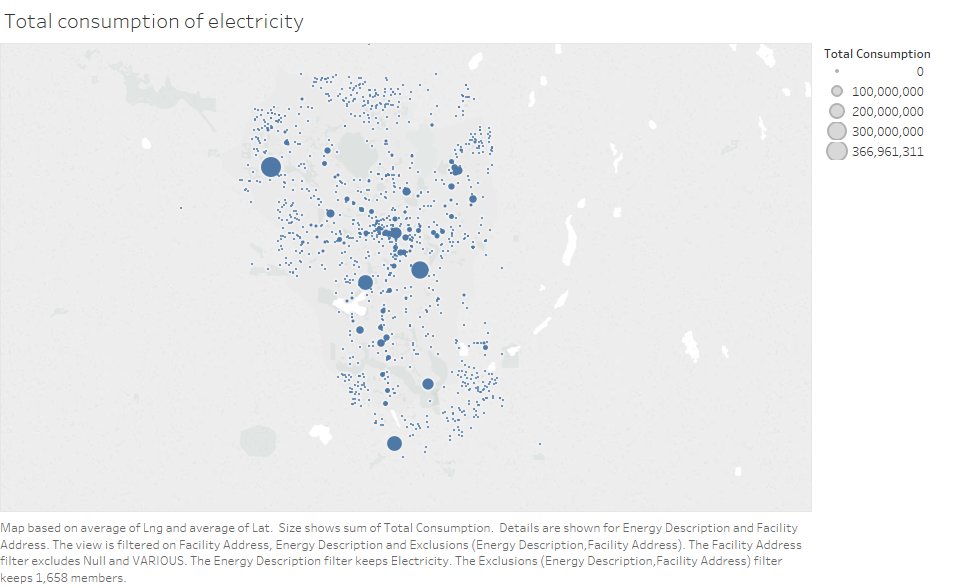 Total consumption of electricity
Total Consumption
0
100,000,000
200,000,000
300,000,000
366,961,311
Map based on average of Lng and average of Lat.  Size shows sum of Total Consumption.  Details are shown for Energy Description and Facility
Address. The view is filtered on Facility Address, Energy Description and Exclusions (Energy Description,Facility Address). The Facility Address
filter excludes Null and VARIOUS. The Energy Description filter keeps Electricity. The Exclusions (Energy Description,Facility Address) filter
keeps 1,658 members.